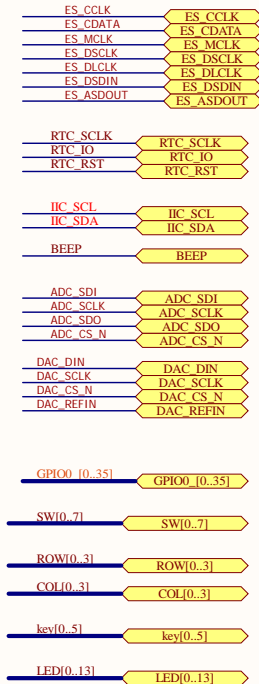 ES_CCLK ES_CCLK
ES_CDATA ES_CDATA
ES_MCLK ES_MCLK
ES_DSCLK ES_DSCLK
ES_DLCLK ES_DLCLK
ES_DSDIN ES_DSDIN
ES_ASDOUT ES_ASDOUT
RTC_SCLK RTC_SCLK
RTC_IO RTC_IO
RTC_RST RTC_RST
IIC_SCL IIC_SCL
IIC_SDA IIC_SDA
BEEP BEEP
ADC_SDI ADC_SDI
ADC_SCLK ADC_SCLK
ADC_SDO ADC_SDO
ADC_CS_N ADC_CS_N
DAC_DIN DAC_DIN
DAC_SCLK DAC_SCLK
DAC_CS_N DAC_CS_N
DAC_REFIN DAC_REFIN
GPIO0_[0..35] GPIO0_[0..35]
SW[0..7] SW[0..7]
ROW[0..3] ROW[0..3]
COL[0..3] COL[0..3]
key[0..5] key[0..5]
LED[0..13] LED[0..13]